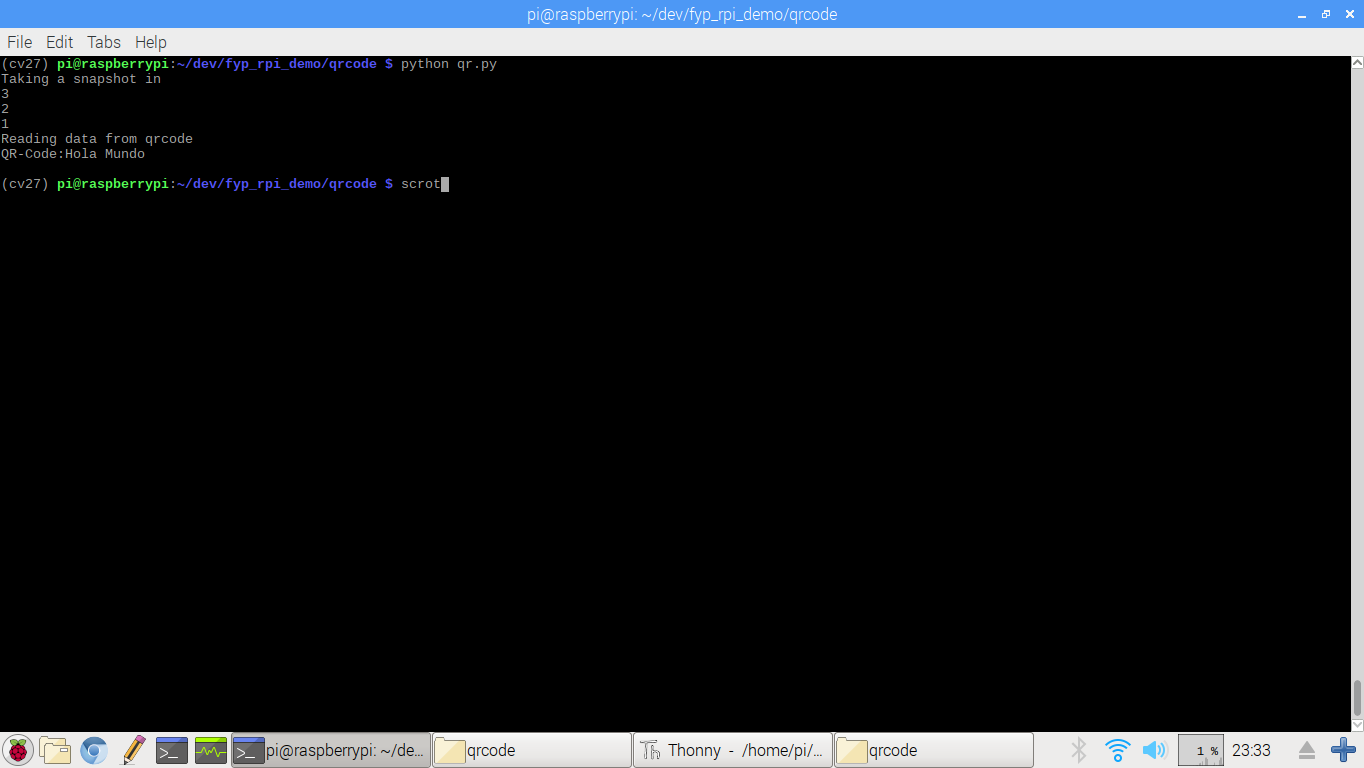 pi@raspberrypi: ~/dev/fyp_rpi_demo/qrcode
File Edit Tabs Help
(cv27) pi@raspberrypi:~/dev/fyp_rpi_demo/qrcode $ python qr.py
Taking a snapshot in
3
2
1
Reading data from qrcode
QR-Code:Hola Mundo
(cv27) pi@raspberrypi:~/dev/fyp_rpi_demo/qrcode $ scrot
pi@raspberrypi: ~/de... qrcode Thonny - /home/pi/... qrcode 1 % 23:33